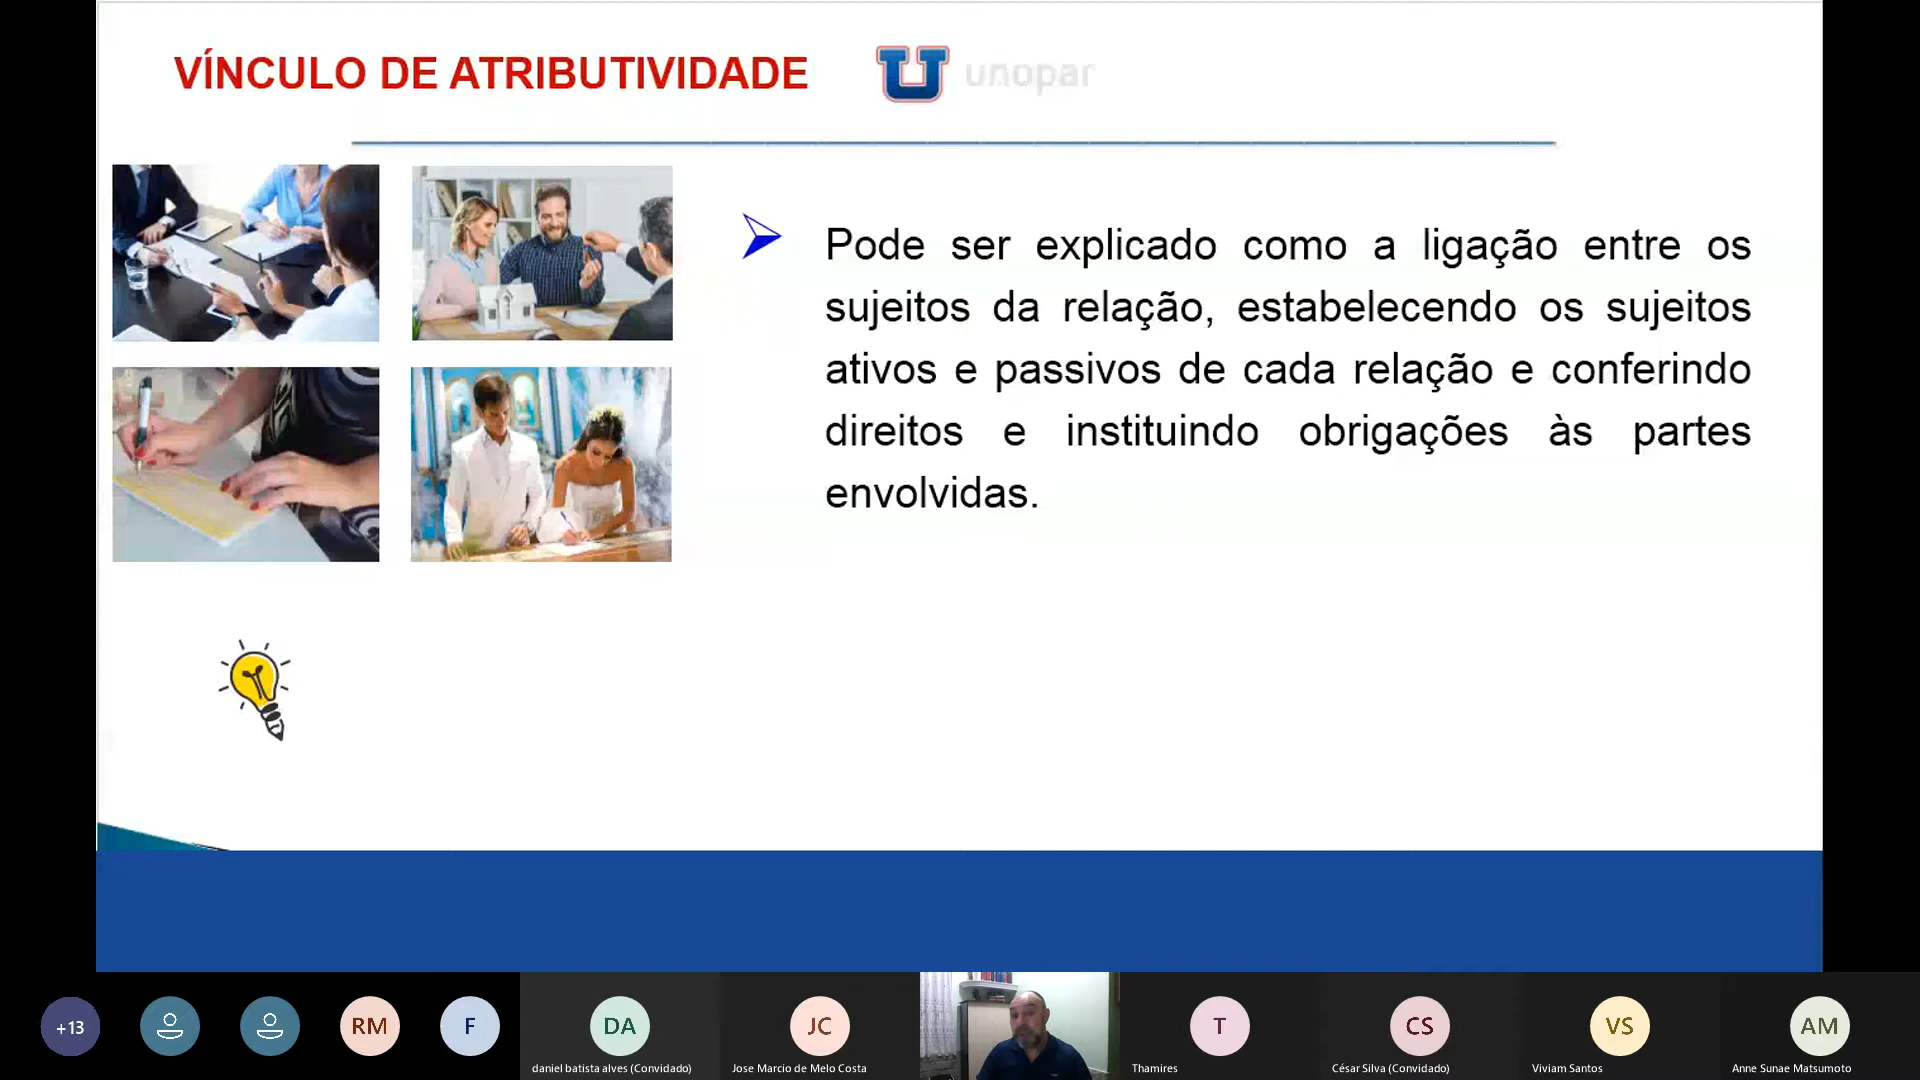 VÍNCULO DE ATRIBUTIVIDADE
unopar
Pode ser explicado como a ligação entre os
sujeitos da relação, estabelecendo os sujeitos
ativos e passivos de cada relação e conferindo
direitos e instituindo obrigações às partes
envolvidas.
+13
RM
F
DA
JC
T
CS
VS
AM
daniel batista alves (Convidado)
Jose Marcio de Melo Costa
Thamires
César Silva (Convidado)
Viviam Santos
Anne Sunae Matsumoto